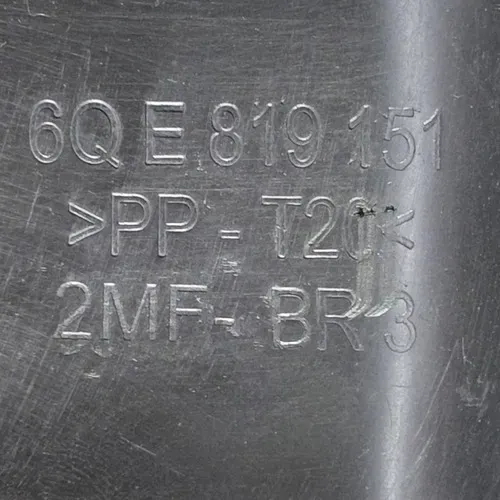 6Q E 819 151
>PP - T20<
2MF- BR 3